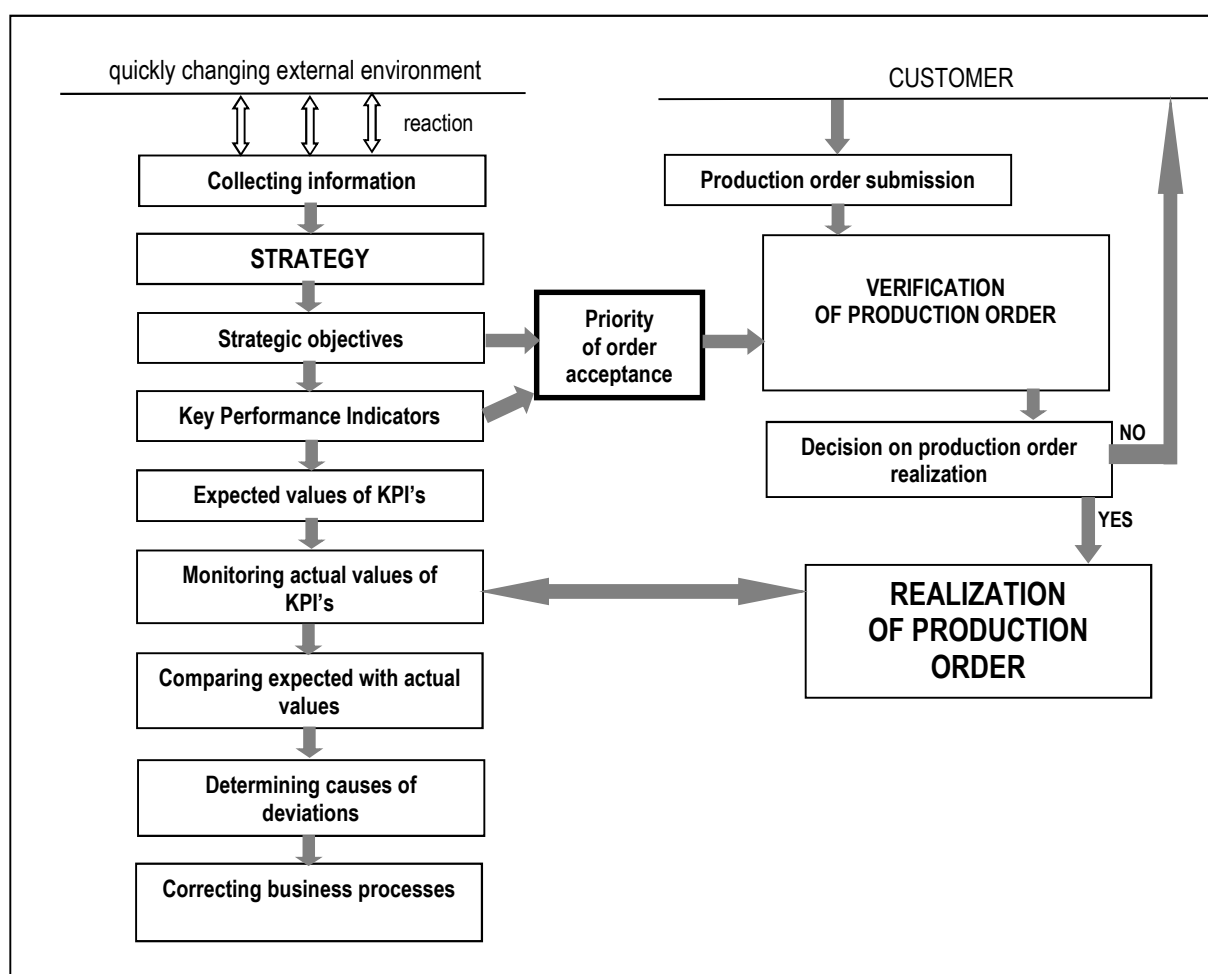 quickly changing external environment
reaction
Collecting information
STRATEGY
Strategic objectives
Key Performance Indicators
Expected values of KPI's
Monitoring actual values of
KPI's
Comparing expected with actual
values
Determining causes of
deviations
Correcting business processes
Priority
of order
acceptance
CUSTOMER
Production order submission
VERIFICATION
OF PRODUCTION ORDER
Decision on production order
realization
NO
YES
REALIZATION
OF PRODUCTION
ORDER